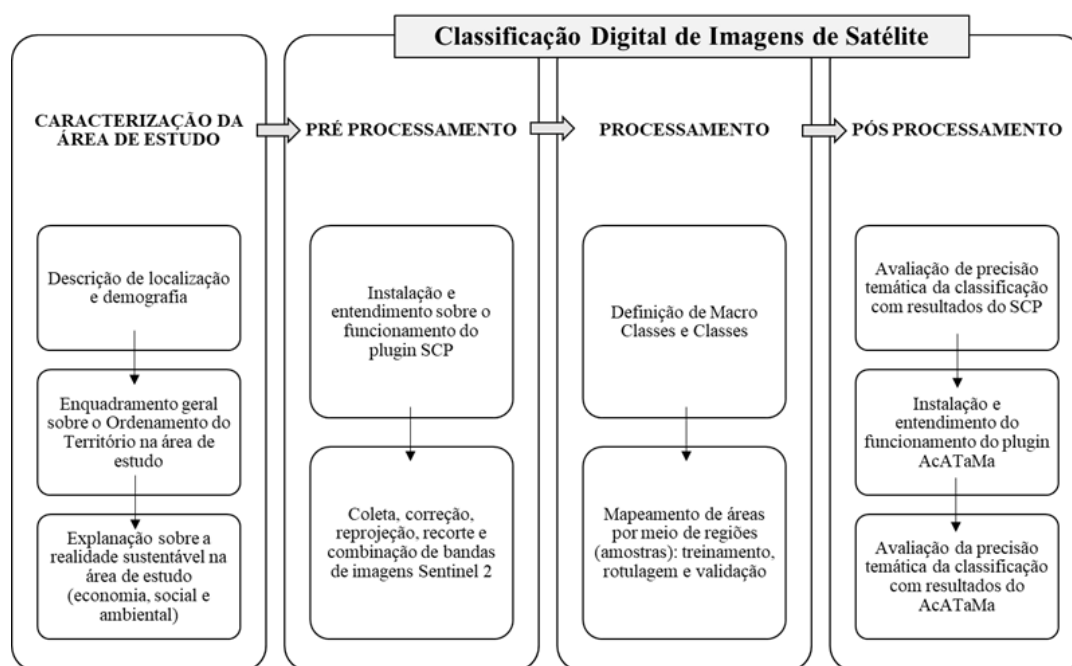 Classificação Digital de Imagens de Satélite
CARACTERIZAÇÃO DA
ÁREA DE ESTUDO
Descrição de localização
e demografia
Enquadramento geral
sobre o Ordenamento do
Território na área de
estudo
Explanação sobre a
realidade sustentável na
área de estudo
(economia, social e
ambiental)
PRÉ PROCESSAMENTO
Instalação e
entendimento sobre o
funcionamento do
plugin SCP
Coleta, correção,
reprojeção, recorte e
combinação de bandas
de imagens Sentinel 2
PROCESSAMENTO
Definição de Macro
Classes e Classes
Mapeamento de áreas
por meio de regiões
(amostras): treinamento,
rotulagem e validação
PÓS PROCESSAMENTO
Avaliação de precisão
temática da classificação
com resultados do SCP
Instalação e
entendimento do
funcionamento do plugin
AcATaMa
Avaliação da precisão
temática da classificação
com resultados do
AcATaMa